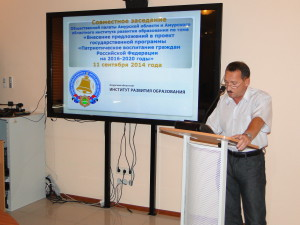 Совместное заседание
Общественной палаты Амурской области и Амурского
областного института развития образования по теме
«Внесение предложений в проект
государственной программы
«Патриотическое воспитание граждан
Российской Федерации
на 2016-2020 годы»
11 сентября 2014 года
ИНСТИТУТ РАЗВИТИЯ ОБРАЗОВАНИЯ